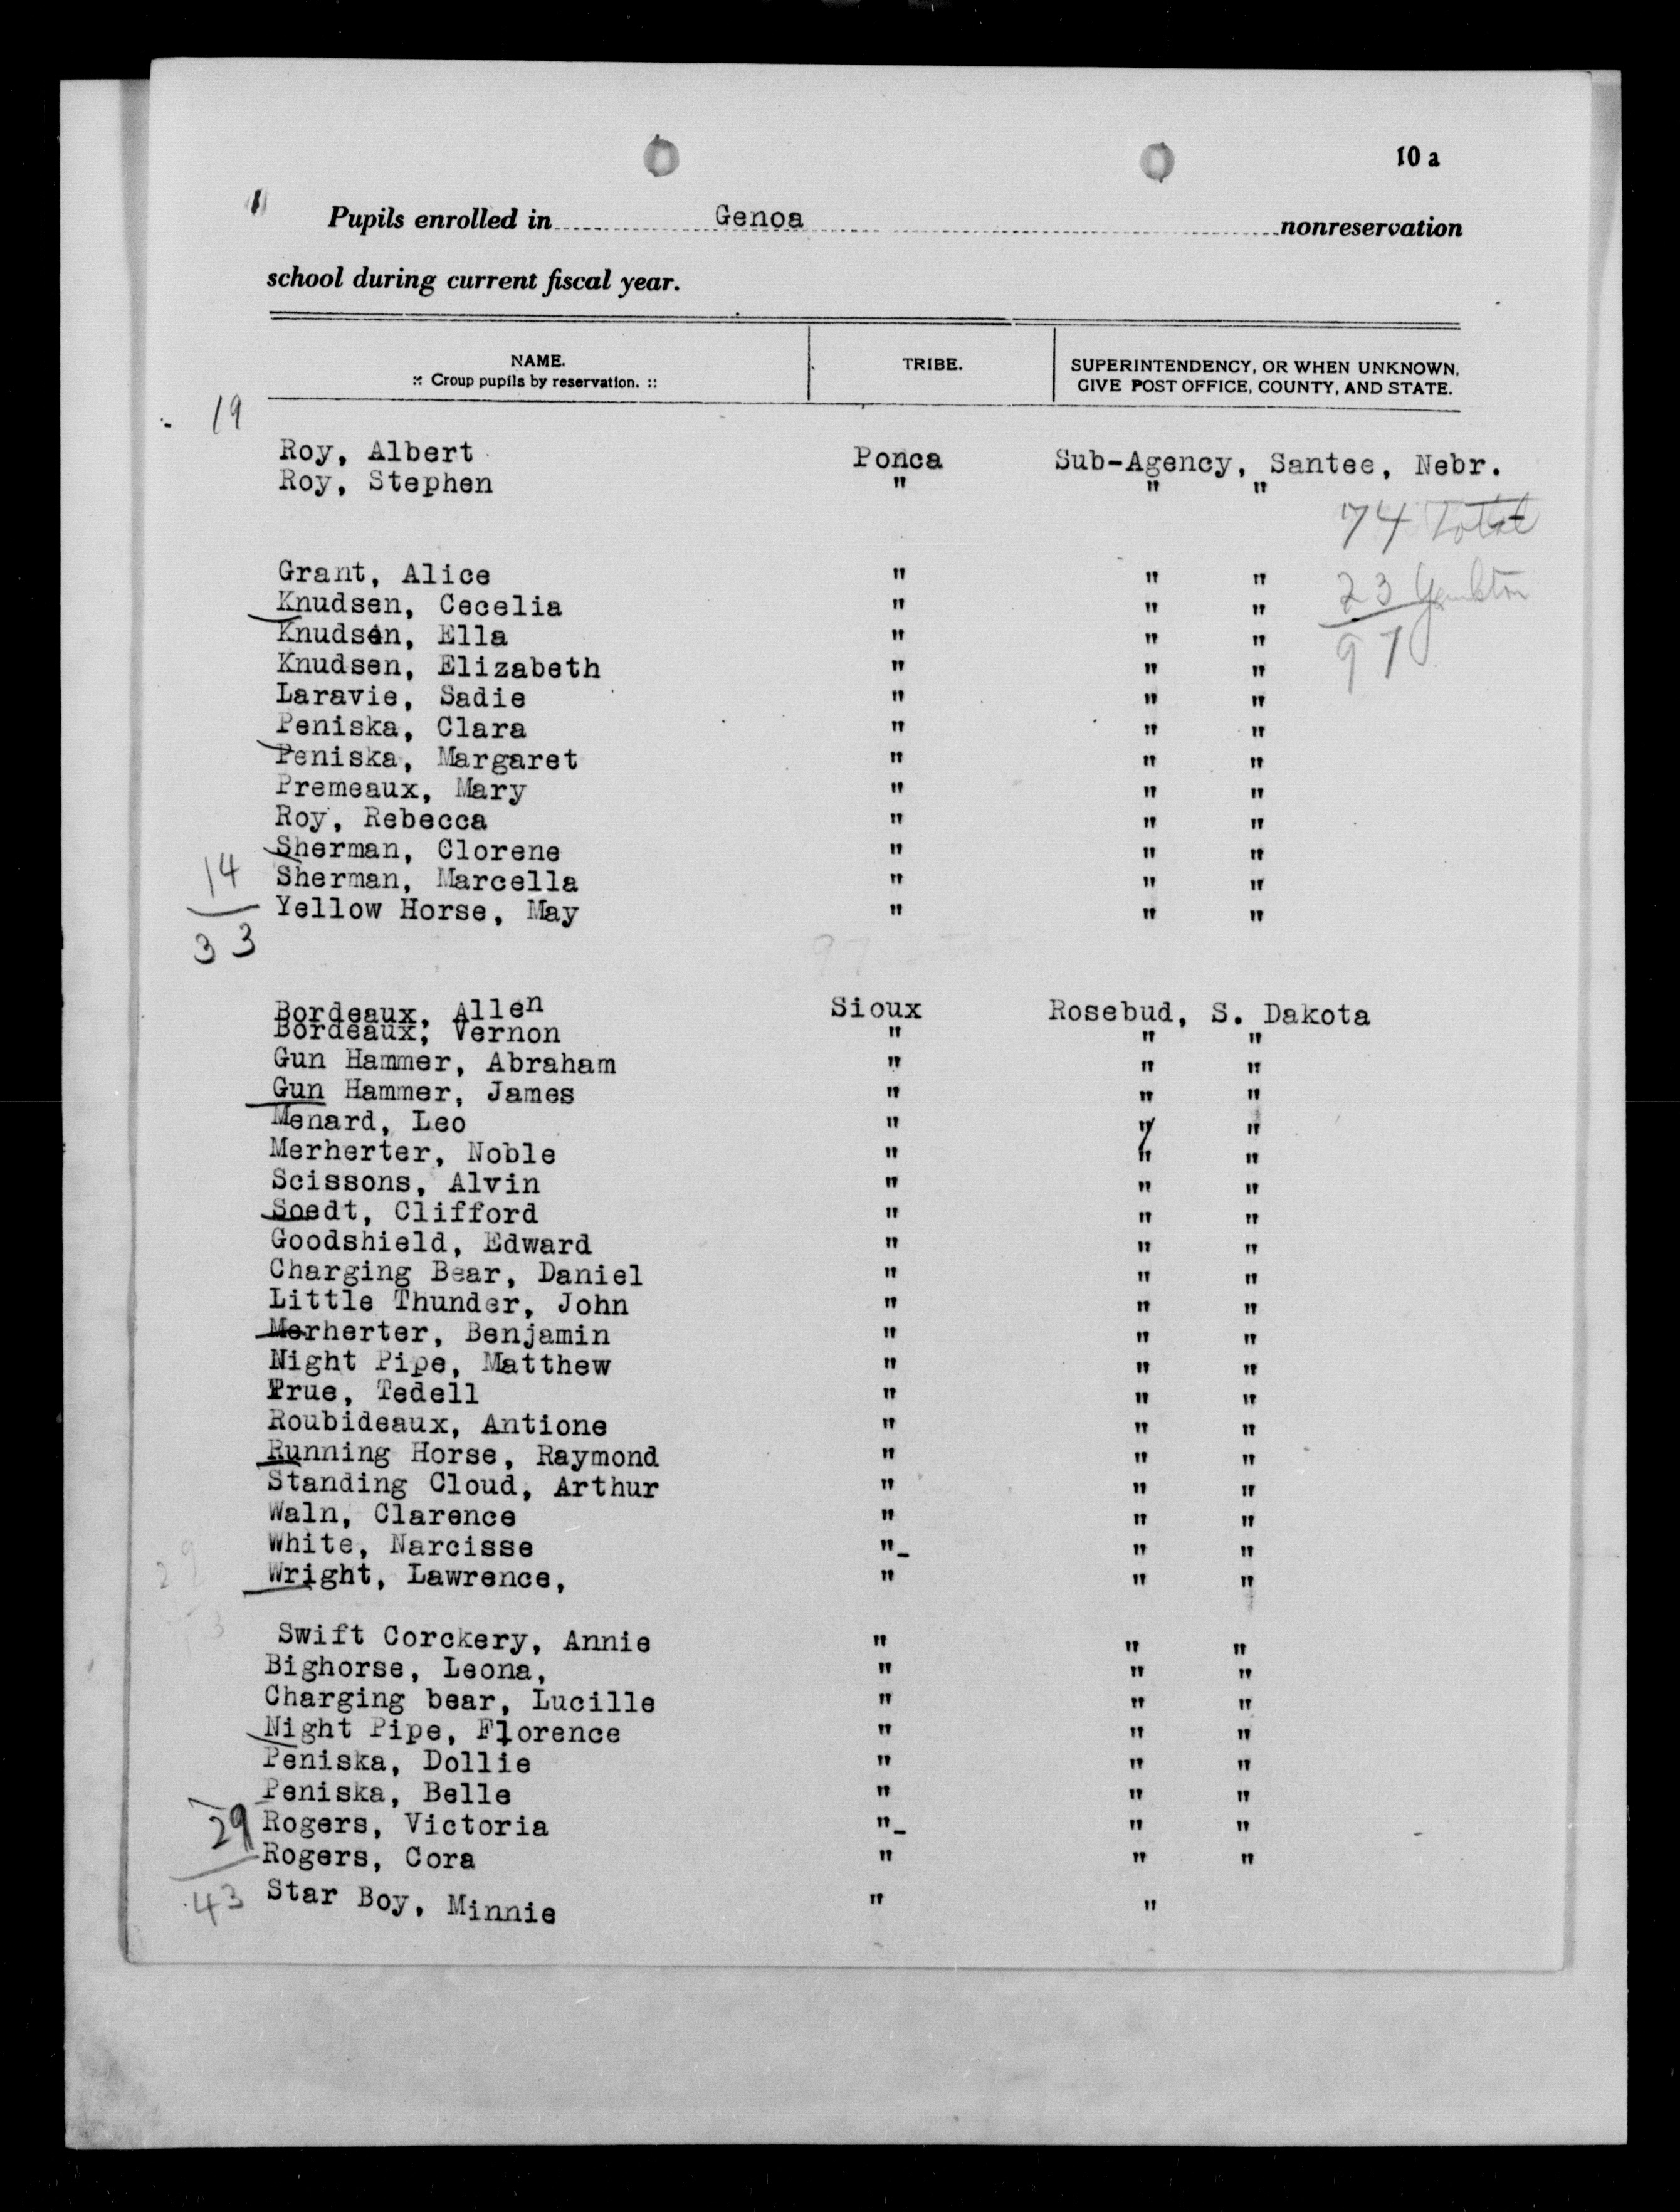 10 a
Pupils enrolled in Genoa nonreservation
school during current fiscal year.
NAME. TRIBE. SUPERINTENDENCY, OR WHEN UNKNOWN,
:: Group pupils by reservation. :: GIVE POST OFFICE, COUNTY, AND STATE.
19
Roy, Albert Ponca Sub-Agency, Santee, Nebr.
Roy, Stephen " " "
74 Total
Grant, Alice " " "
23 Yankton
Knudsen, Cecelia " " "
Knudsen, Ella " " "
97
Knudsen, Elizabeth " " "
Laravie, Sadie " " "
Peniska, Clara " " "
Peniska, Margaret " " "
Premeaux, Mary " " "
Roy, Rebecca " " "
Sherman, Clorene " " "
14 Sherman, Marcella " " "
Yellow Horse, May " " "
33
97
Bordeaux, Allen Sioux Rosebud, S. Dakota
Bordeaux, Vernon " " "
Gun Hammer, Abraham " " "
Gun Hammer, James " " "
Menard, Leo " " "
Merherter, Noble " " "
Scissons, Alvin " " "
Soedt, Clifford " " "
Goodshield, Edward " " "
Charging Bear, Daniel " " "
Little Thunder, John " " "
Merherter, Benjamin " " "
Night Pipe, Matthew " " "
Prue, Tedell " " "
Roubideaux, Antione " " "
Running Horse, Raymond " " "
Standing Cloud, Arthur " " "
Waln, Clarence " " "
White, Narcisse "_ " "
Wright, Lawrence, " " "
Swift Corckery, Annie " " "
Bighorse, Leona, " " "
Charging bear, Lucille " " "
Night Pipe, Florence " " "
Peniska, Dollie " " "
Peniska, Belle " " "
29 Rogers, Victoria "_ " "
Rogers, Cora " " "
43 Star Boy, Minnie " "